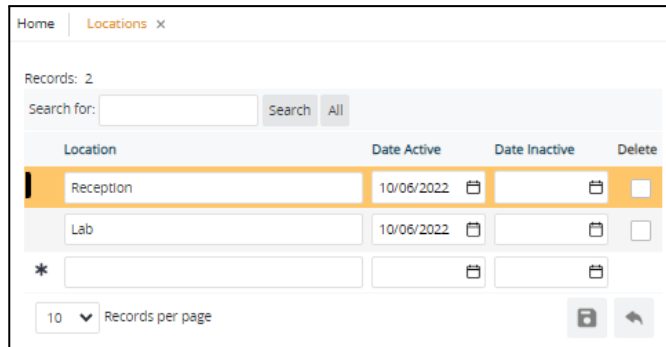 Home Locations ×
Records: 2
Search for: Search All
Location Date Active Date Inactive Delete
Reception 10/06/2022
Lab 10/06/2022
*
10 Records per page